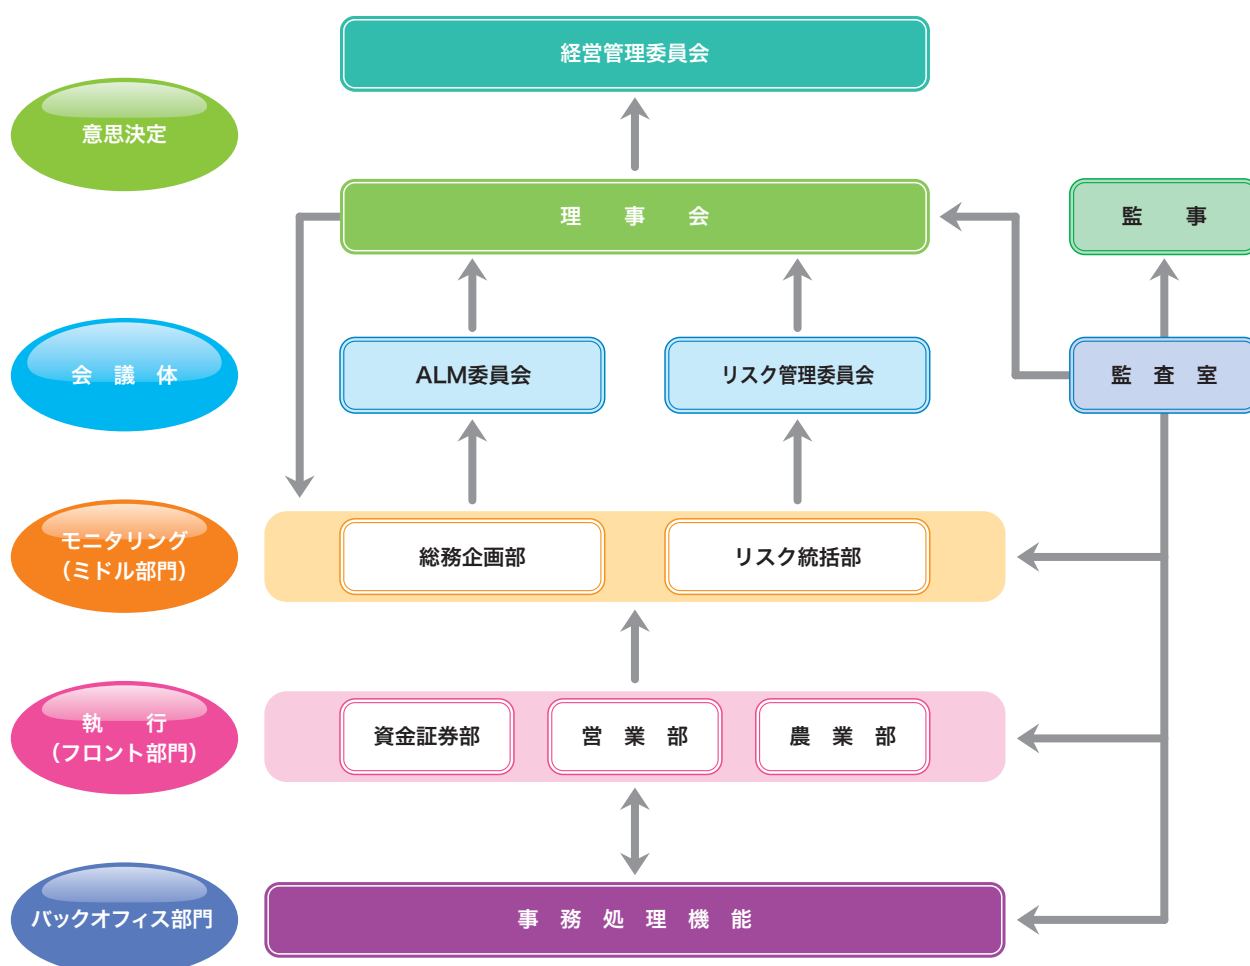 経営管理委員会
意思決定
理　事　会
監　事
会　議　体
ALM委員会
リスク管理委員会
監　査　室
モニタリング
（ミドル部門）
総務企画部
リスク統括部
執　行
（フロント部門）
資金証券部
営　業　部
農　業　部
バックオフィス部門
事　務　処　理　機　能